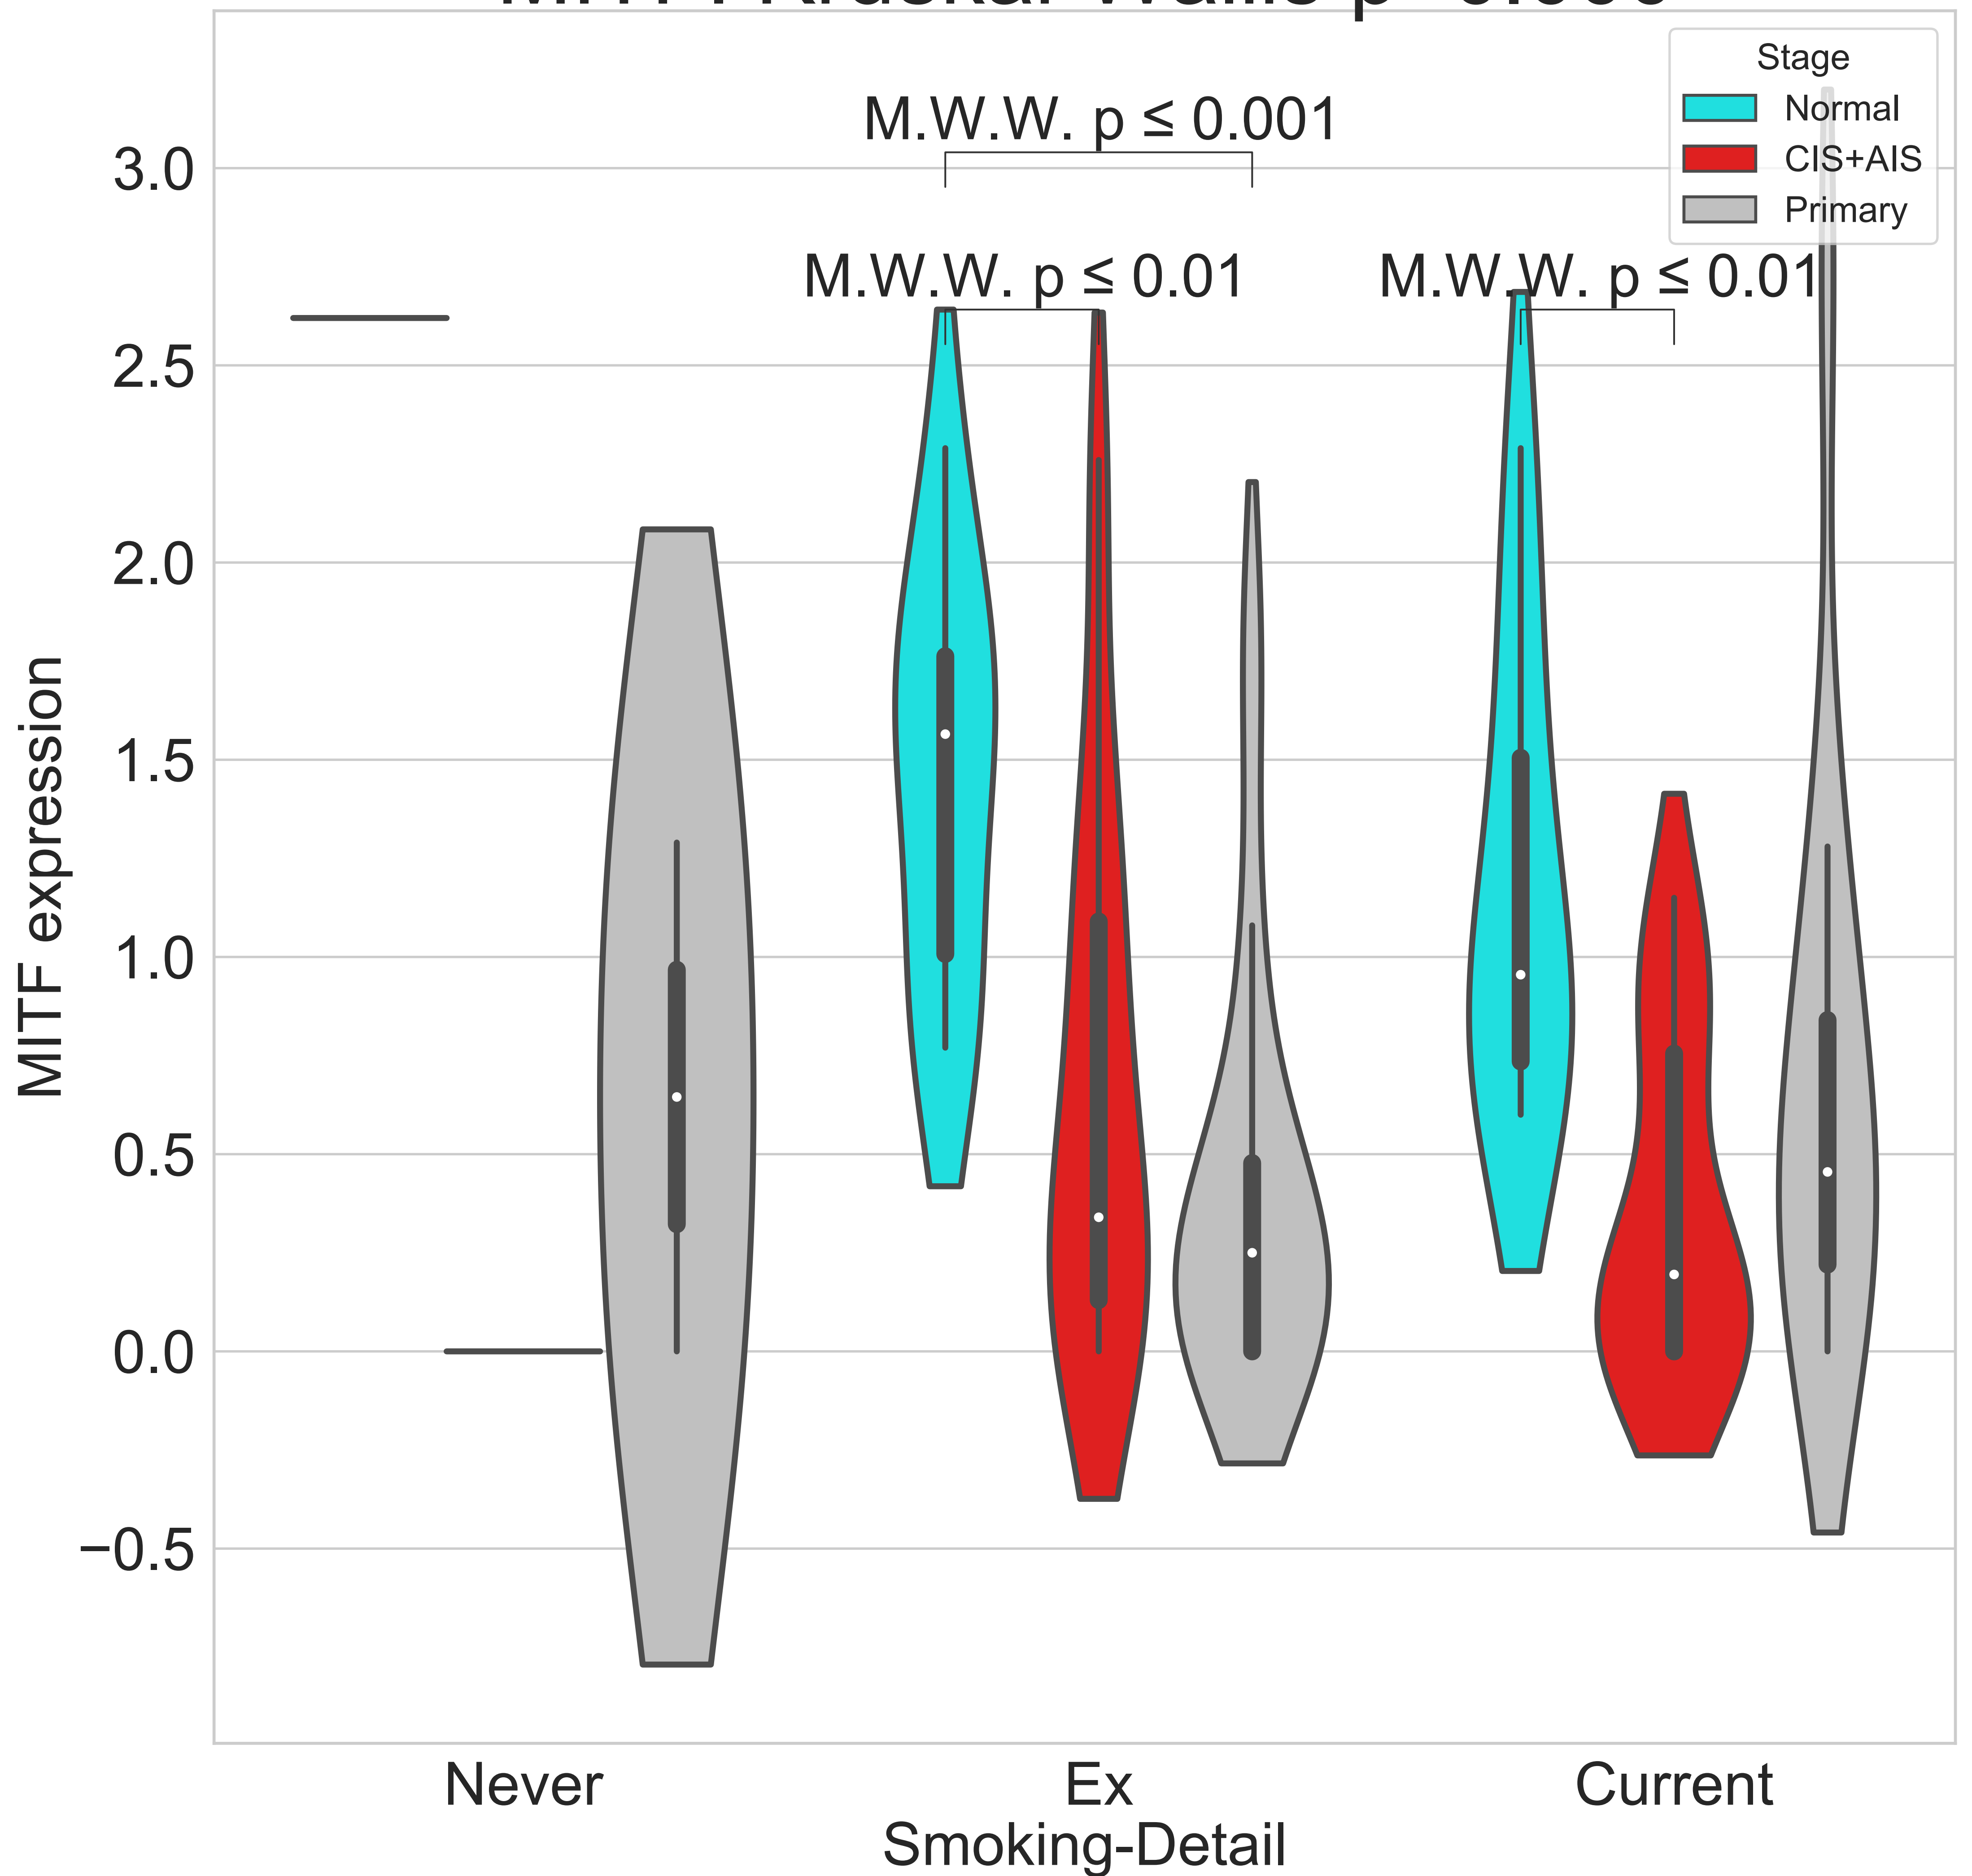 Stage
Normal
CIS+AIS
Primary
M.W.W. p ≤ 0.001
M.W.W. p ≤ 0.01
M.W.W. p ≤ 0.01
3.0
2.5
2.0
1.5
1.0
0.5
0.0
−0.5
MITF expression
Never
Ex
Current
Smoking-Detail